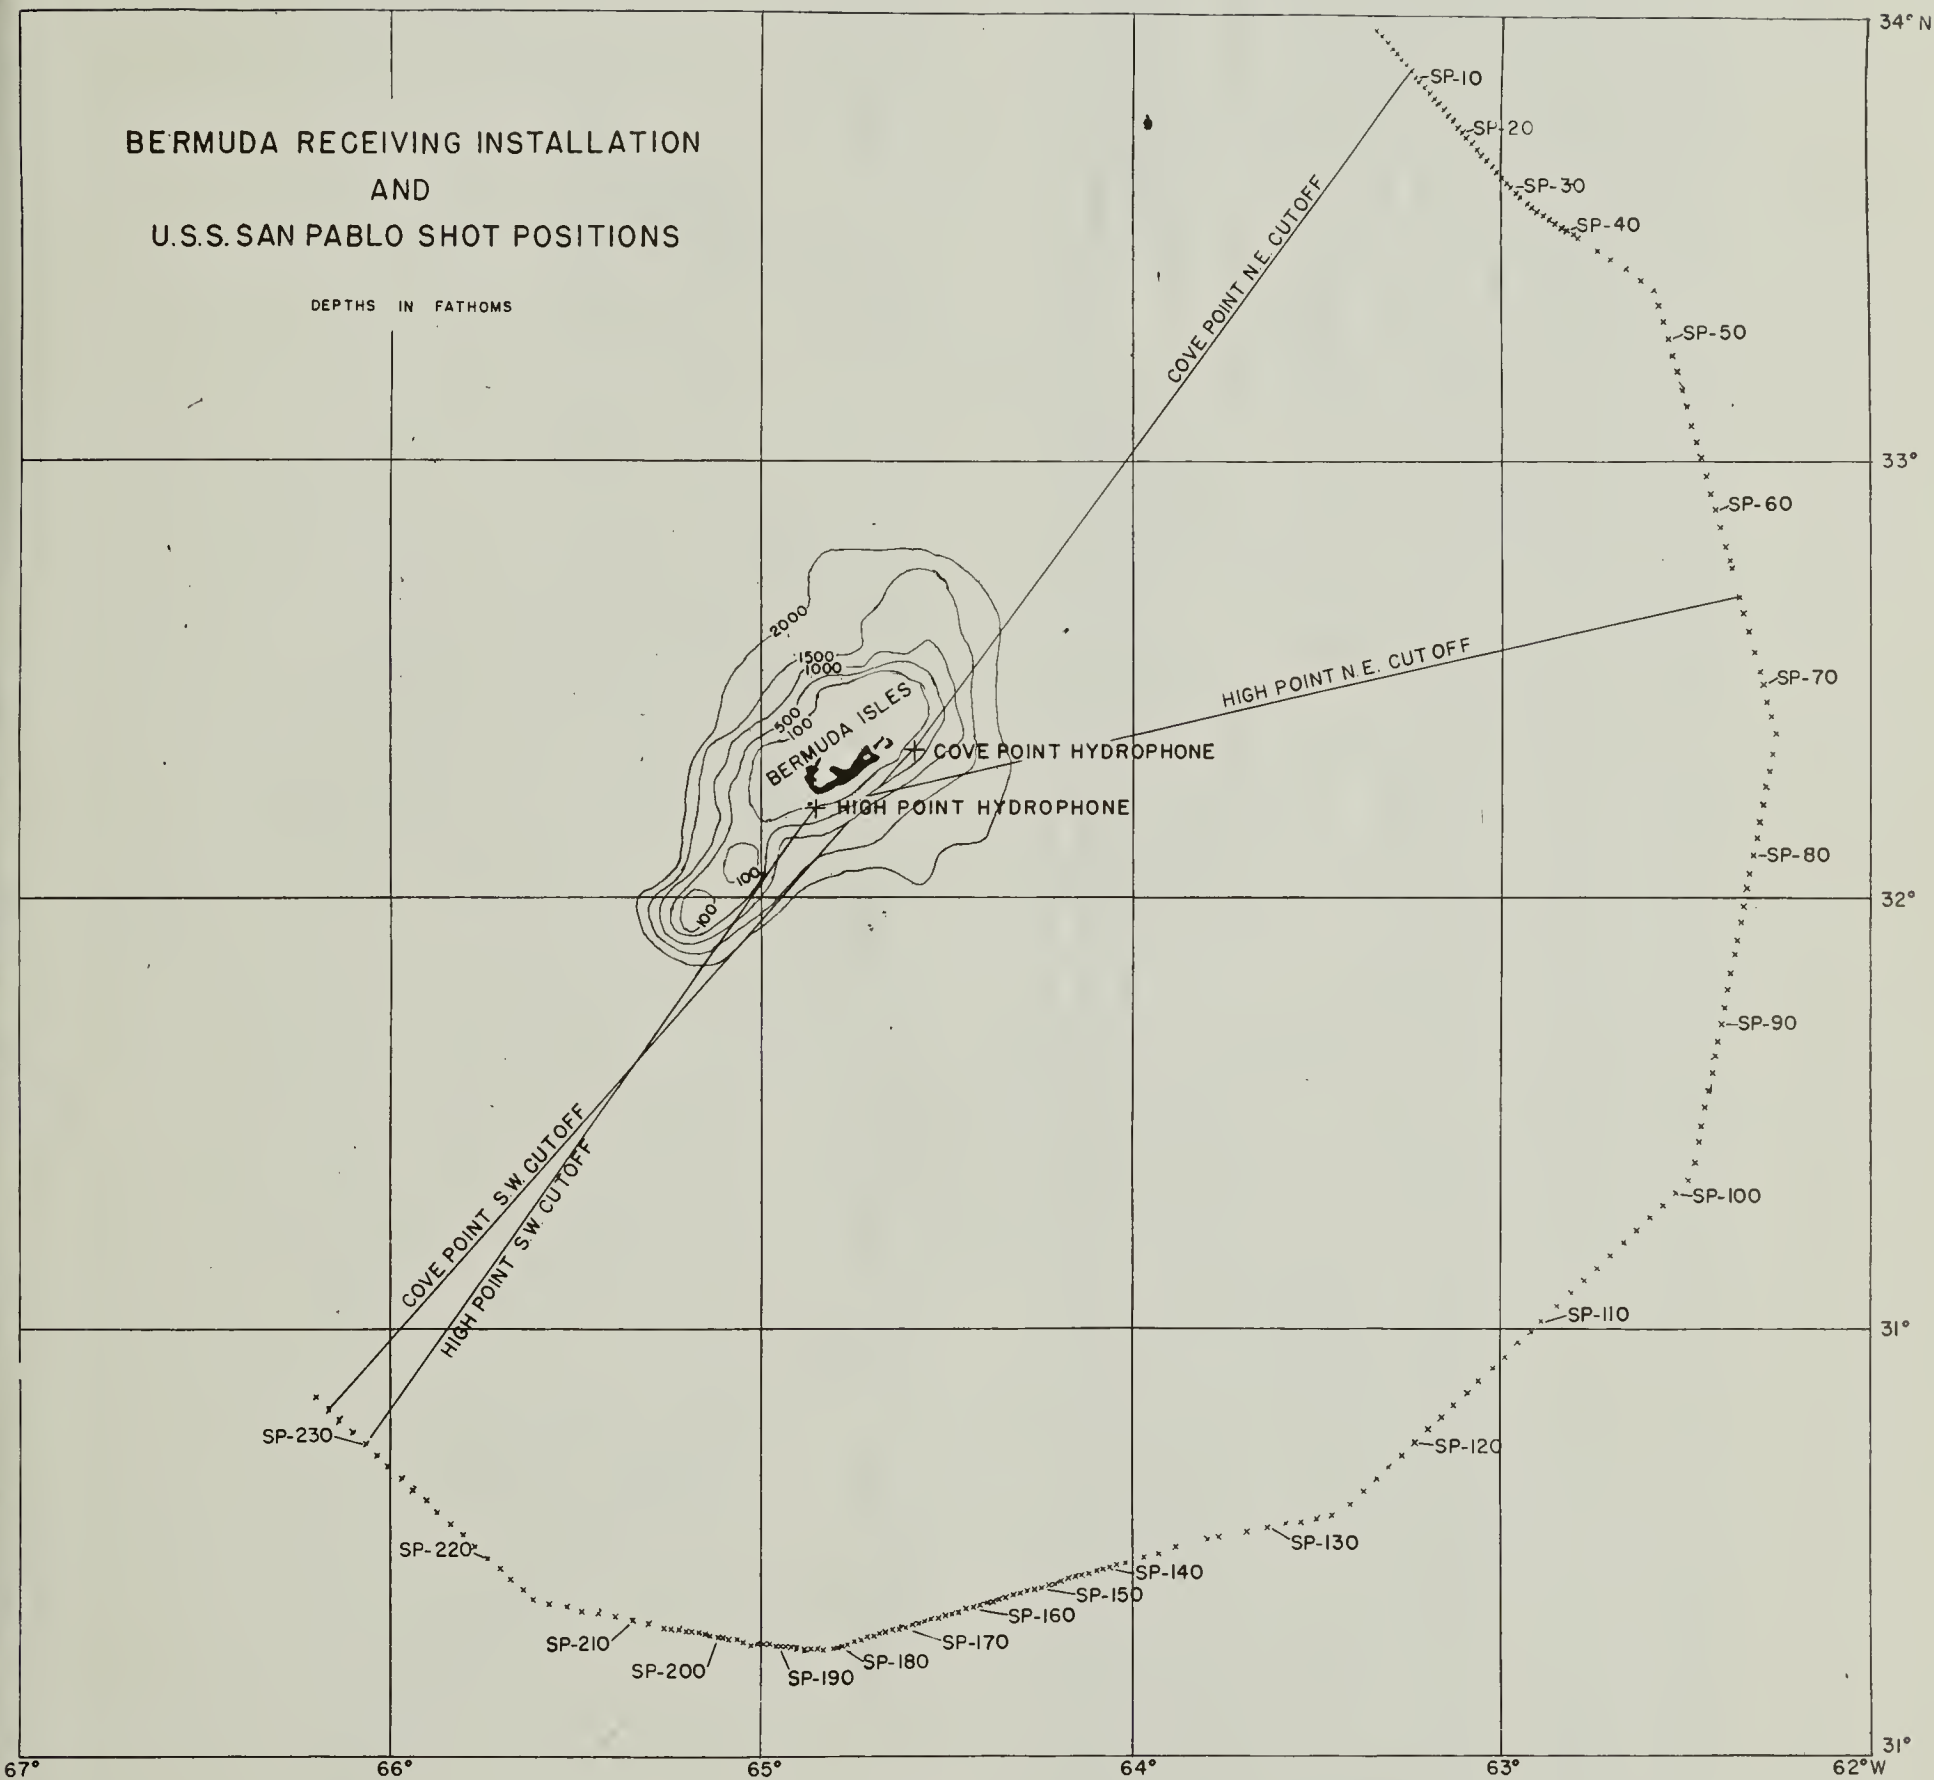 34° N
BERMUDA RECEIVING INSTALLATION
AND
U.S.S. SAN PABLO SHOT POSITIONS
DEPTHS IN FATHOMS
SP-10
SP-20
SP-30
SP-40
SP-50
COVE POINT N.E. CUTOFF
33°
SP-60
HIGH POINT N.E. CUTOFF
SP-70
2000
1500
1000
500
100
BERMUDA ISLES
COVE POINT HYDROPHONE
HIGH POINT HYDROPHONE
SP-80
100
100
32°
SP-90
COVE POINT S.W. CUTOFF
HIGH POINT S.W. CUTOFF
SP-100
SP-110
31°
SP-120
SP-130
SP-140
SP-150
SP-160
SP-170
SP-180
SP-190
SP-200
SP-210
SP-220
SP-230
31°
67°
66°
65°
64°
63°
62° W